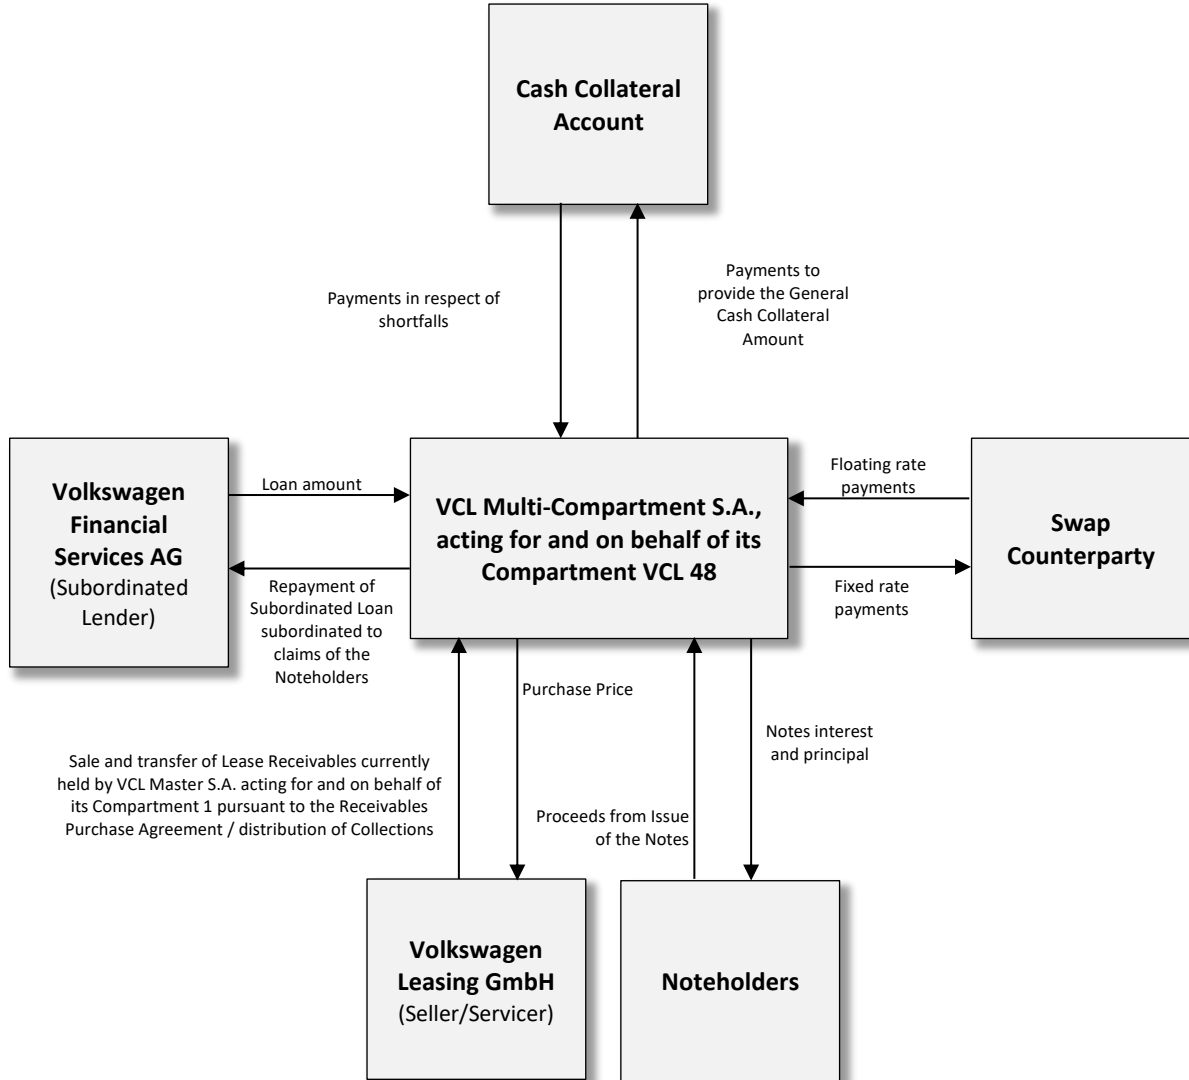 Cash Collateral
Account
Payments in respect of
shortfalls
Payments to
provide the General
Cash Collateral
Amount
Volkswagen
Financial
Services AG
(Subordinated
Lender)
Loan amount
Repayment of
Subordinated Loan
subordinated to
claims of the
Noteholders
VCL Multi-Compartment S.A.,
acting for and on behalf of its
Compartment VCL 48
Floating rate
payments
Fixed rate
payments
Swap
Counterparty
Sale and transfer of Lease Receivables currently
held by VCL Master S.A. acting for and on behalf of
its Compartment 1 pursuant to the Receivables
Purchase Agreement / distribution of Collections
Purchase Price
Proceeds from Issue
of the Notes
Notes interest
and principal
Volkswagen
Leasing GmbH
(Seller/Servicer)
Noteholders